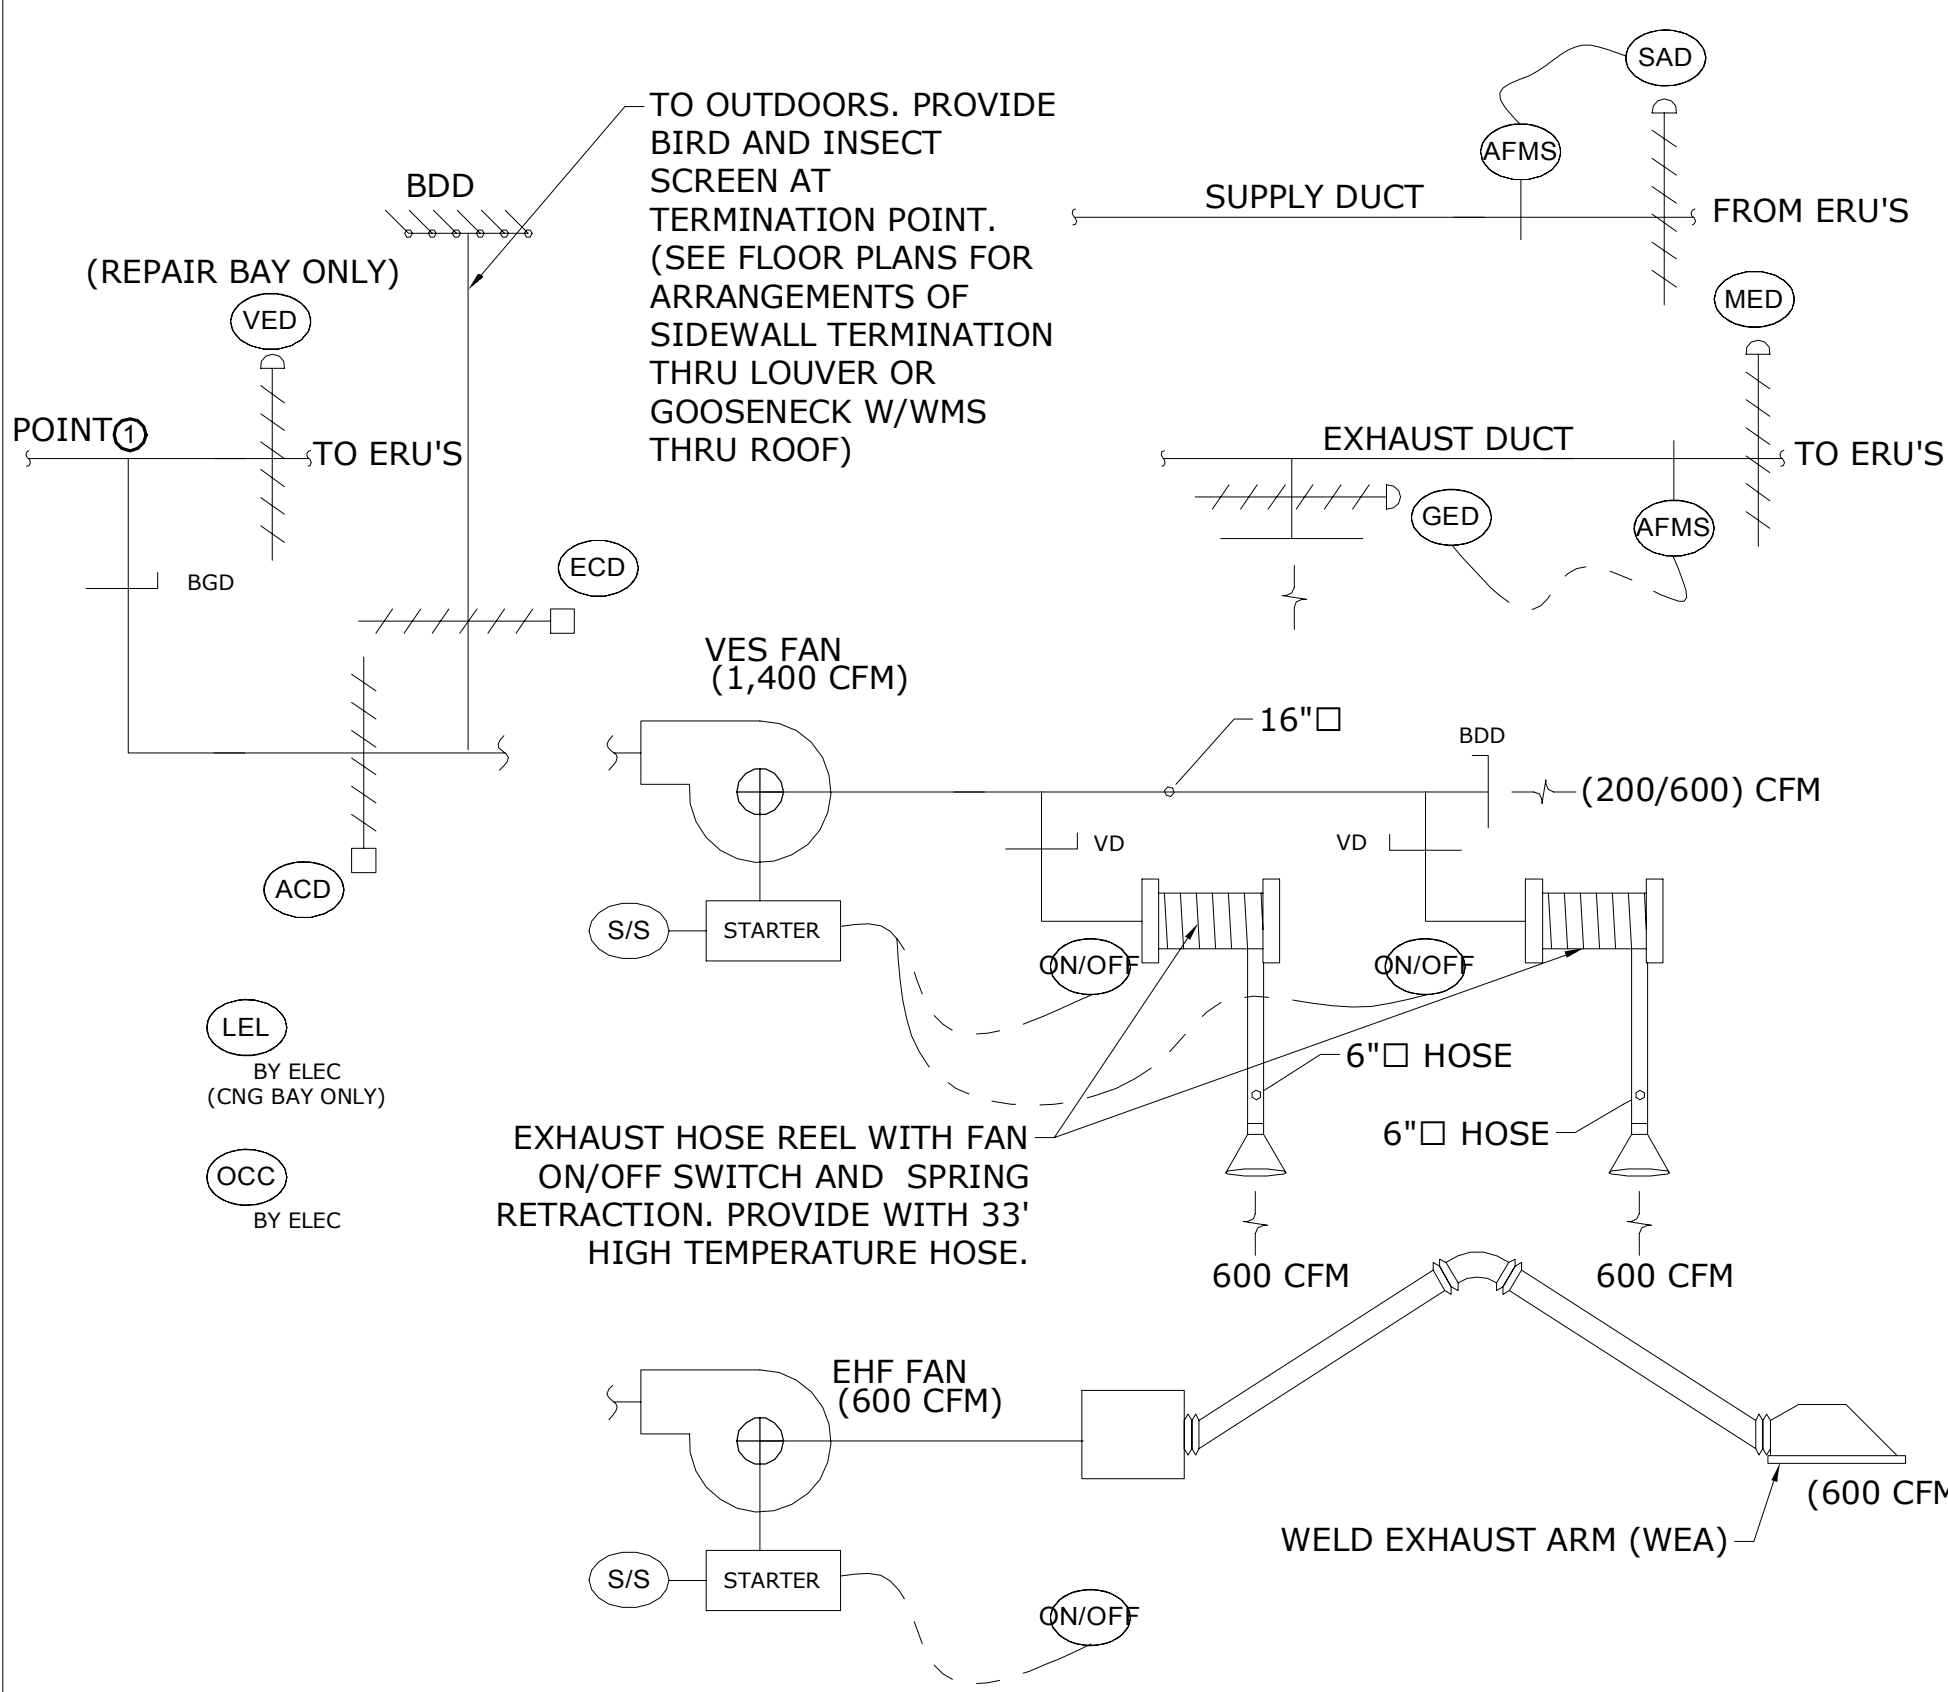 SAD
AFMS
SUPPLY DUCT
FROM ERU'S
TO OUTDOORS. PROVIDE
BIRD AND INSECT
SCREEN AT
TERMINATION POINT.
(SEE FLOOR PLANS FOR
ARRANGEMENTS OF
SIDEWALL TERMINATION
THRU LOUVER OR
GOOSENECK W/WMS
THRU ROOF)
BDD
(REPAIR BAY ONLY)
VED
POINT 1
TO ERU'S
MED
EXHAUST DUCT
TO ERU'S
GED
AFMS
BGD
ECD
ACD
VES FAN
(1,400 CFM)
16"□
BDD
(200/600) CFM
VD
VD
S/S
STARTER
ON/OFF
ON/OFF
LEL
BY ELEC
(CNG BAY ONLY)
OCC
BY ELEC
6"□ HOSE
6"□ HOSE
EXHAUST HOSE REEL WITH FAN
ON/OFF SWITCH AND SPRING
RETRACTION. PROVIDE WITH 33'
HIGH TEMPERATURE HOSE.
600 CFM
600 CFM
EHF FAN
(600 CFM)
(600 CFM
WELD EXHAUST ARM (WEA)
S/S
STARTER
ON/OFF